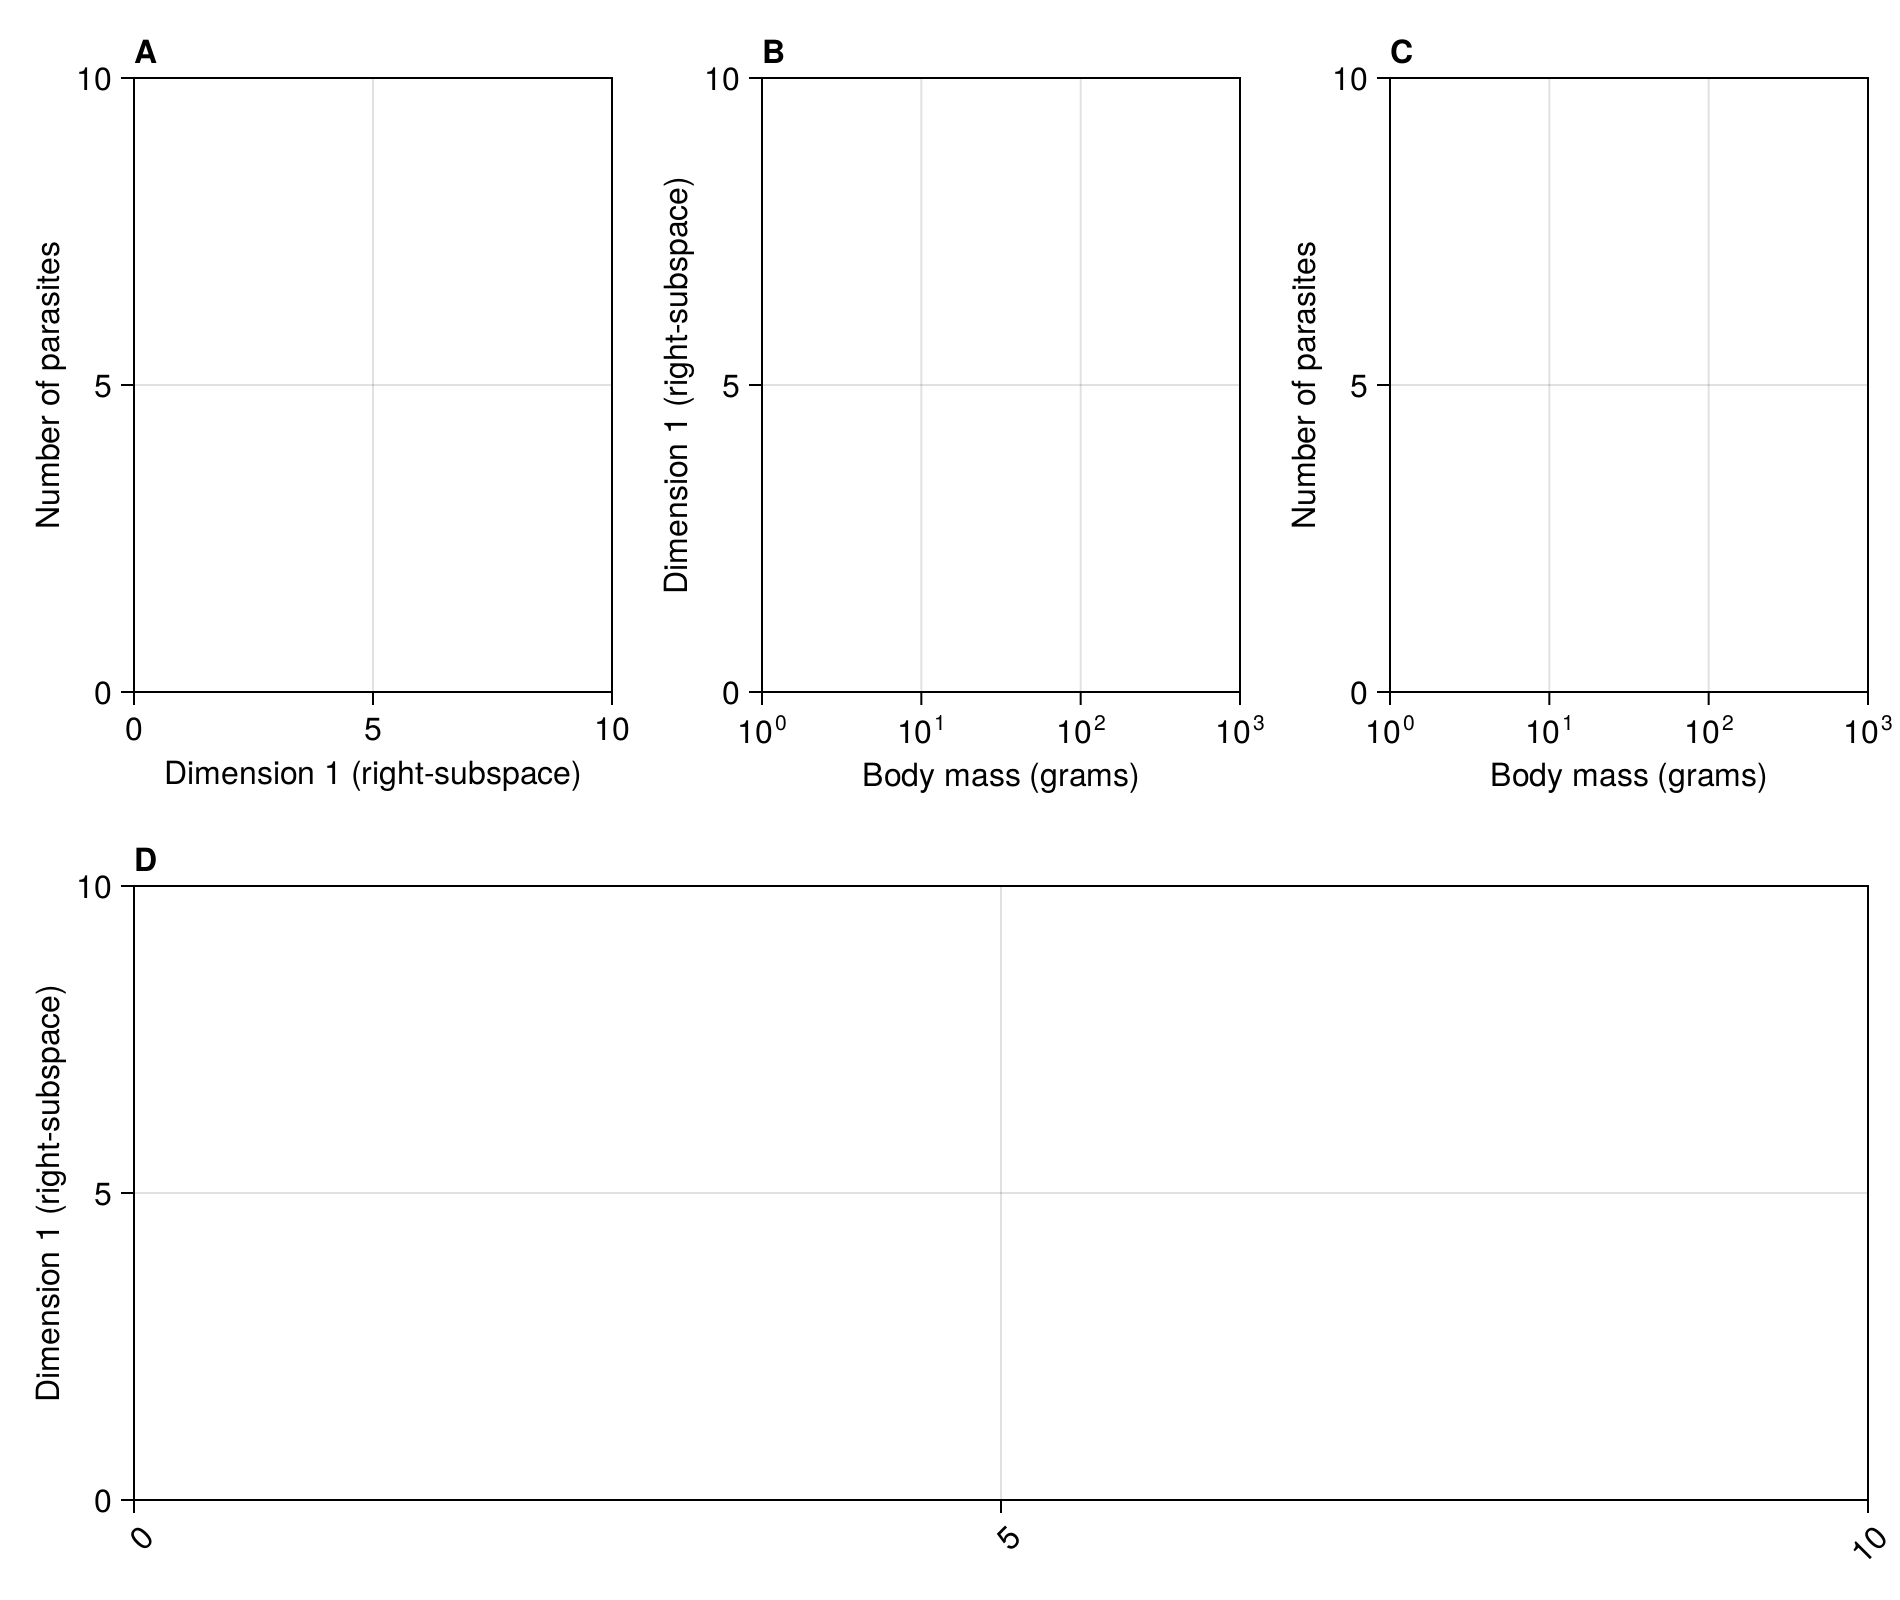 A
10
5
0
Number of parasites
0 5 10
Dimension 1 (right-subspace)
B
10
5
0
Dimension 1 (right-subspace)
10⁰ 10¹ 10² 10³
Body mass (grams)
C
10
5
0
Number of parasites
10⁰ 10¹ 10² 10³
Body mass (grams)
D
10
5
0
Dimension 1 (right-subspace)
0 5 10